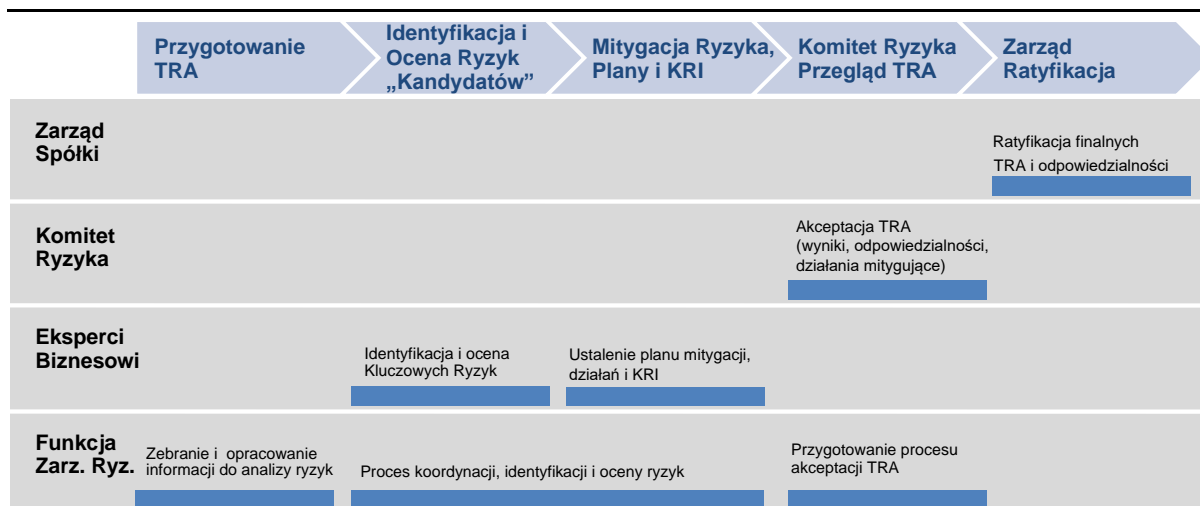 Przygotowanie
TRA
Identyfikacja i
Ocena Ryzyk
„Kandydatów”
Mitygacja Ryzyka,
Plany i KRI
Komitet Ryzyka
Przegląd TRA
Zarząd
Ratyfikacja
Zarząd
Spółki
Ratyfikacja finalnych
TRA i odpowiedzialności
Komitet
Ryzyka
Akceptacja TRA
(wyniki, odpowiedzialności,
działania mitygujące)
Eksperci
Biznesowi
Identyfikacja i ocena
Kluczowych Ryzyk
Ustalenie planu mitygacji,
działań i KRI
Funkcja
Zarz. Ryz.
Zebranie i opracowanie
informacji do analizy ryzyk
Proces koordynacji, identyfikacji i oceny ryzyk
Przygotowanie procesu
akceptacji TRA